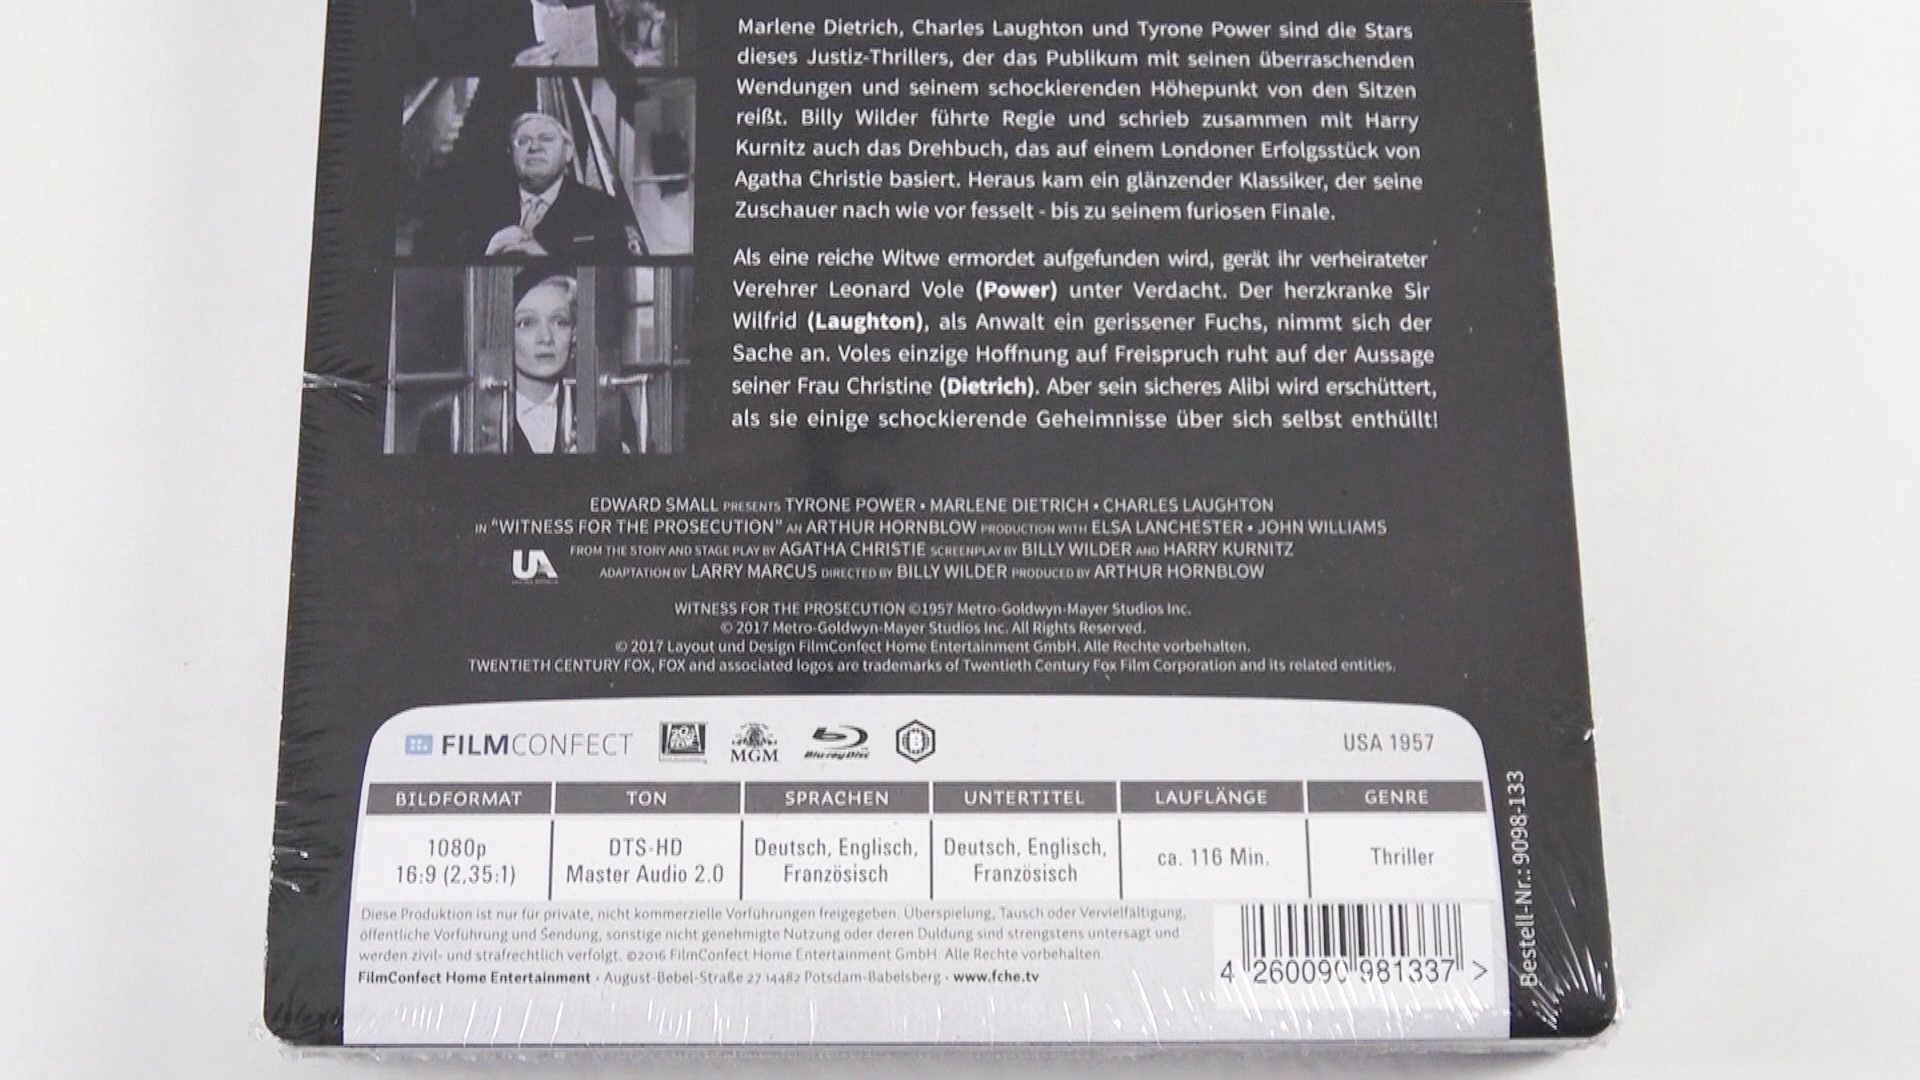 Marlene Dietrich, Charles Laughton und Tyrone Power sind die Stars
dieses Justiz-Thrillers, der das Publikum mit seinen überraschenden
Wendungen und seinem schockierenden Höhepunkt von den Sitzen
reißt. Billy Wilder führte Regie und schrieb zusammen mit Harry
Kurnitz auch das Drehbuch, das auf einem Londoner Erfolgsstück von
Agatha Christie basiert. Heraus kam ein glänzender Klassiker, der seine
Zuschauer nach wie vor fesselt - bis zu seinem furiosen Finale.
Als eine reiche Witwe ermordet aufgefunden wird, gerät ihr verheirateter
Verehrer Leonard Vole (Power) unter Verdacht. Der herzkranke Sir
Wilfrid (Laughton), als Anwalt ein gerissener Fuchs, nimmt sich der
Sache an. Voles einzige Hoffnung auf Freispruch ruht auf der Aussage
seiner Frau Christine (Dietrich). Aber sein sicheres Alibi wird erschüttert,
als sie einige schockierende Geheimnisse über sich selbst enthüllt!
EDWARD SMALL PRESENTS TYRONE POWER • MARLENE DIETRICH • CHARLES LAUGHTON
IN "WITNESS FOR THE PROSECUTION" AN ARTHUR HORNBLOW PRODUCTION WITH ELSA LANCHESTER • JOHN WILLIAMS
FROM THE STORY AND STAGE PLAY BY AGATHA CHRISTIE SCREENPLAY BY BILLY WILDER AND HARRY KURNITZ
UA
ADAPTATION BY LARRY MARCUS DIRECTED BY BILLY WILDER PRODUCED BY ARTHUR HORNBLOW
WITNESS FOR THE PROSECUTION ©1957 Metro-Goldwyn-Mayer Studios Inc.
© 2017 Metro-Goldwyn-Mayer Studios Inc. All Rights Reserved.
© 2017 Layout und Design FilmConfect Home Entertainment GmbH. Alle Rechte vorbehalten.
TWENTIETH CENTURY FOX, FOX and associated logos are trademarks of Twentieth Century Fox Film Corporation and its related entities.
FILMCONFECT MGM Blu-ray Disc B USA 1957
BILDFORMAT TON SPRACHEN UNTERTITEL LAUFLÄNGE GENRE
1080p DTS-HD Deutsch, Englisch, Deutsch, Englisch, ca. 116 Min. Thriller
16:9 (2,35:1) Master Audio 2.0 Französisch Französisch
Diese Produktion ist nur für private, nicht kommerzielle Vorführungen freigegeben. Überspielung, Tausch oder Vervielfältigung,
öffentliche Vorführung und Sendung, sonstige nicht genehmigte Nutzung oder deren Duldung sind strengstens untersagt und
werden zivil- und strafrechtlich verfolgt. ©2016 FilmConfect Home Entertainment GmbH. Alle Rechte vorbehalten.
FilmConfect Home Entertainment · August-Bebel-Straße 27 · 14482 Potsdam-Babelsberg · www.fche.tv
4 260090 981337 >
Bestell-Nr.: 9098-133